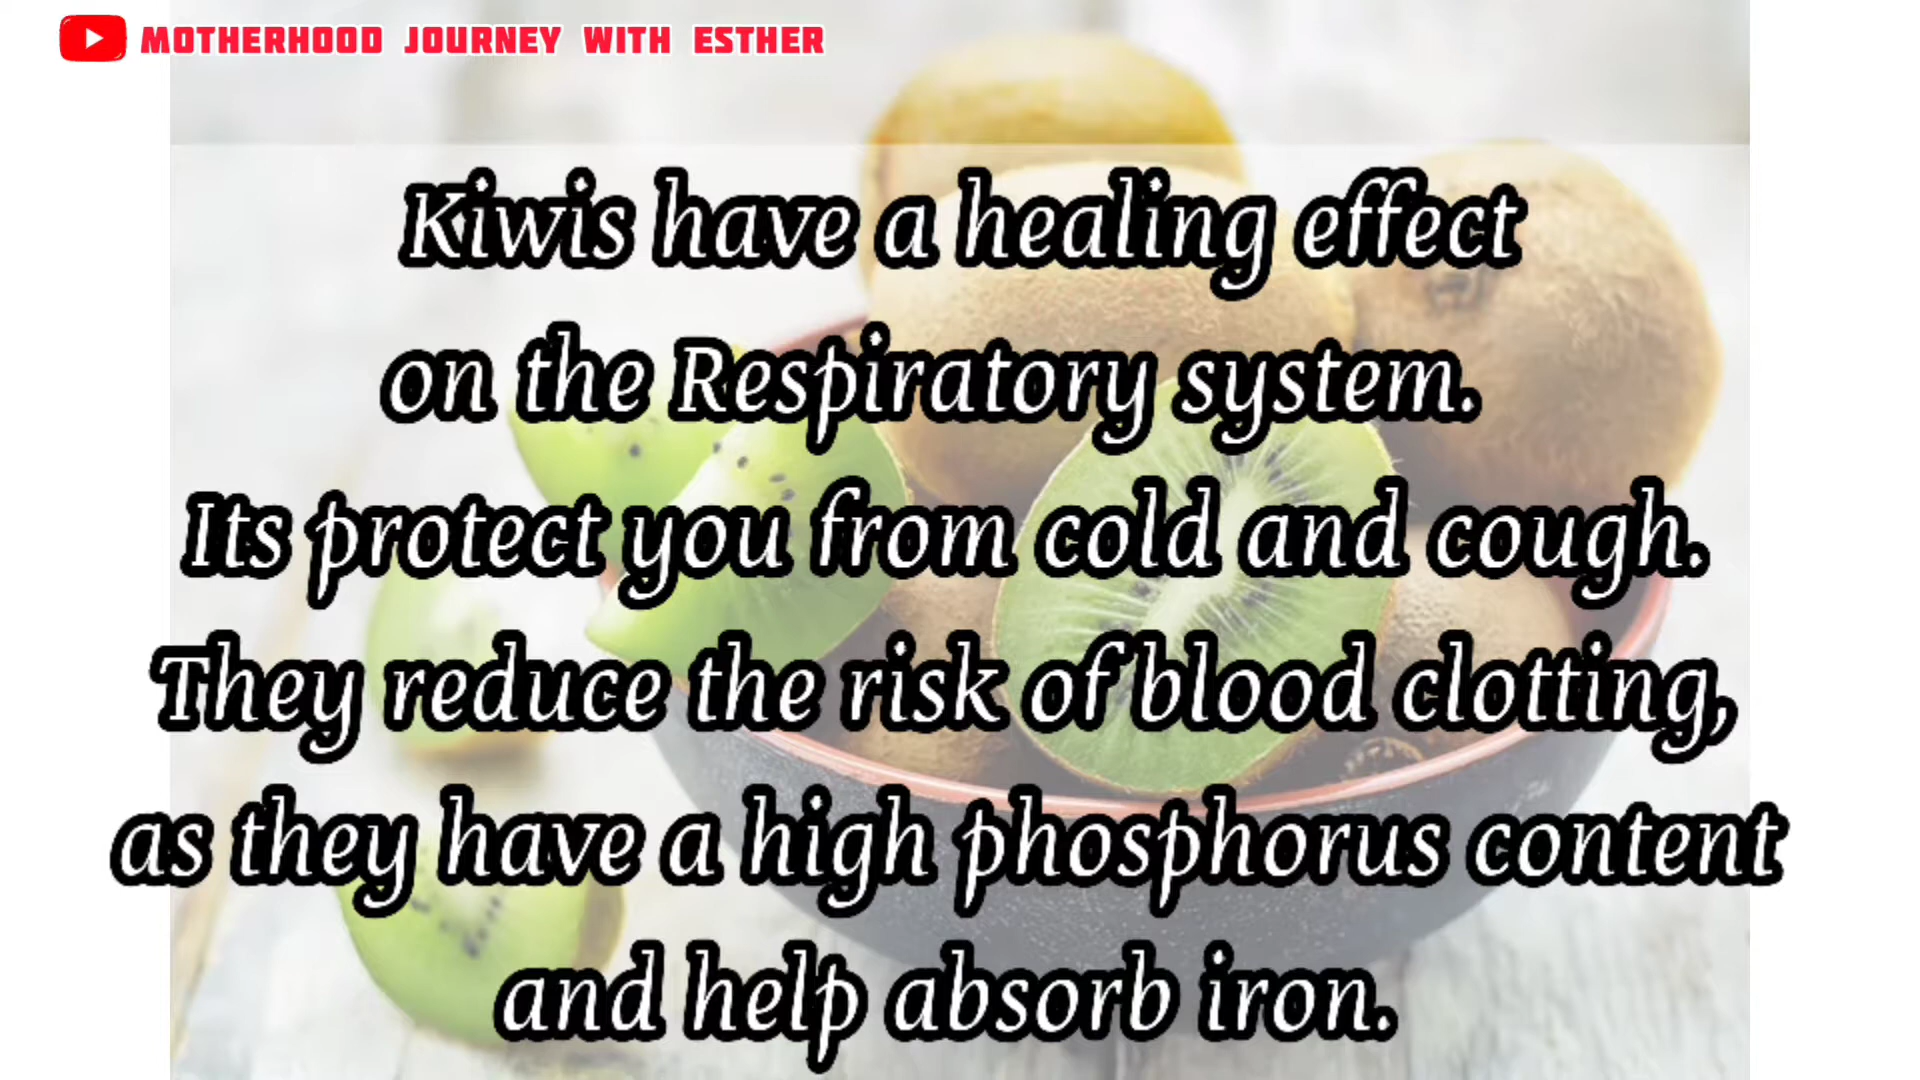 MOTHERHOOD JOURNEY WITH ESTHER
Kiwis have a healing effect
on the Respiratory system.
Its protect you from cold and cough.
They reduce the risk of blood clotting,
as they have a high phosphorus content
and help absorb iron.